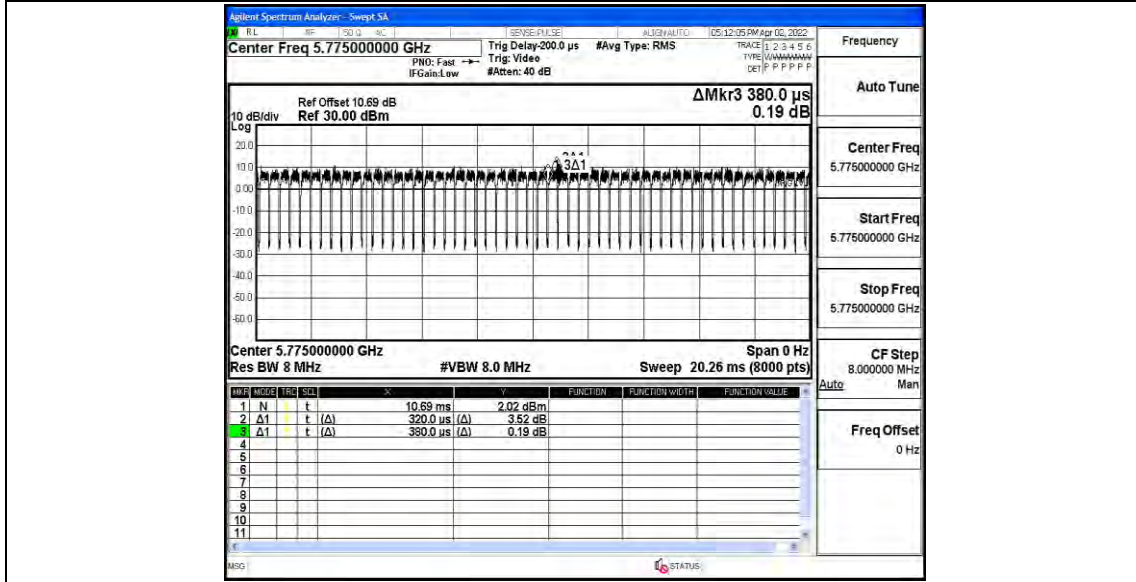 Agilent Spectrum Analyzer - Swept SA
RL RF 50 Ω AC SENSE:PULSE ALIGNAUTO 05:12:05 PM Apr 02, 2022
Center Freq 5.775000000 GHz
PNO: Fast
IFGain:Low
Trig Delay-200.0 µs
Trig: Video
#Atten: 40 dB
#Avg Type: RMS
TRACE 1 2 3 4 5 6
TYPE
DET P P P P P P
ΔMkr3 380.0 µs
0.19 dB
Ref Offset 10.69 dB
10 dB/div Ref 30.00 dBm
Log
20.0
10.0
0.00
-10.0
-20.0
-30.0
-40.0
-50.0
-60.0
3Δ1
Center 5.775000000 GHz Span 0 Hz
Res BW 8 MHz #VBW 8.0 MHz Sweep 20.26 ms (8000 pts)
MKR MODE TRC SCL X Y FUNCTION FUNCTION WIDTH FUNCTION VALUE
1 N t 10.69 ms 2.02 dBm
2 Δ1 t (Δ) 320.0 µs (Δ) 3.52 dB
3 Δ1 t (Δ) 380.0 µs (Δ) 0.19 dB
4
5
6
7
8
9
10
11
MSG STATUS
Frequency
Auto Tune
Center Freq
5.775000000 GHz
Start Freq
5.775000000 GHz
Stop Freq
5.775000000 GHz
CF Step
8.000000 MHz
Auto Man
Freq Offset
0 Hz